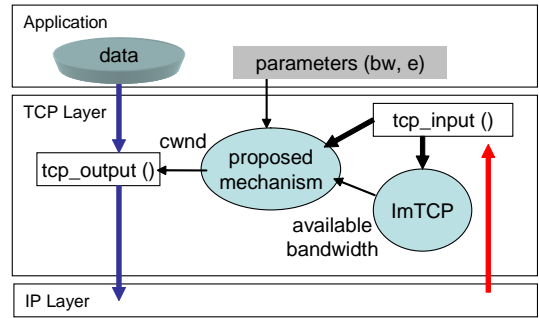 Application
data
parameters (bw, e)
TCP Layer
tcp_input ()
cwnd
tcp_output ()
proposed
mechanism
ImTCP
available
bandwidth
IP Layer